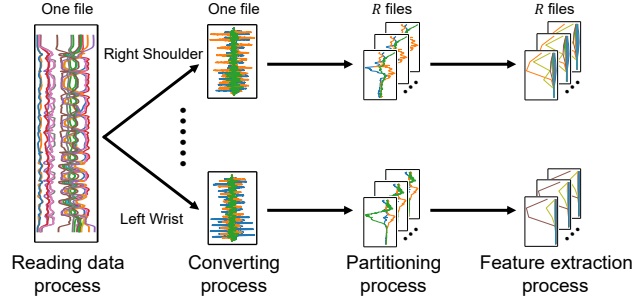 One file
One file
R files
R files
Right Shoulder
Left Wrist
Reading data
process
Converting
process
Partitioning
process
Feature extraction
process